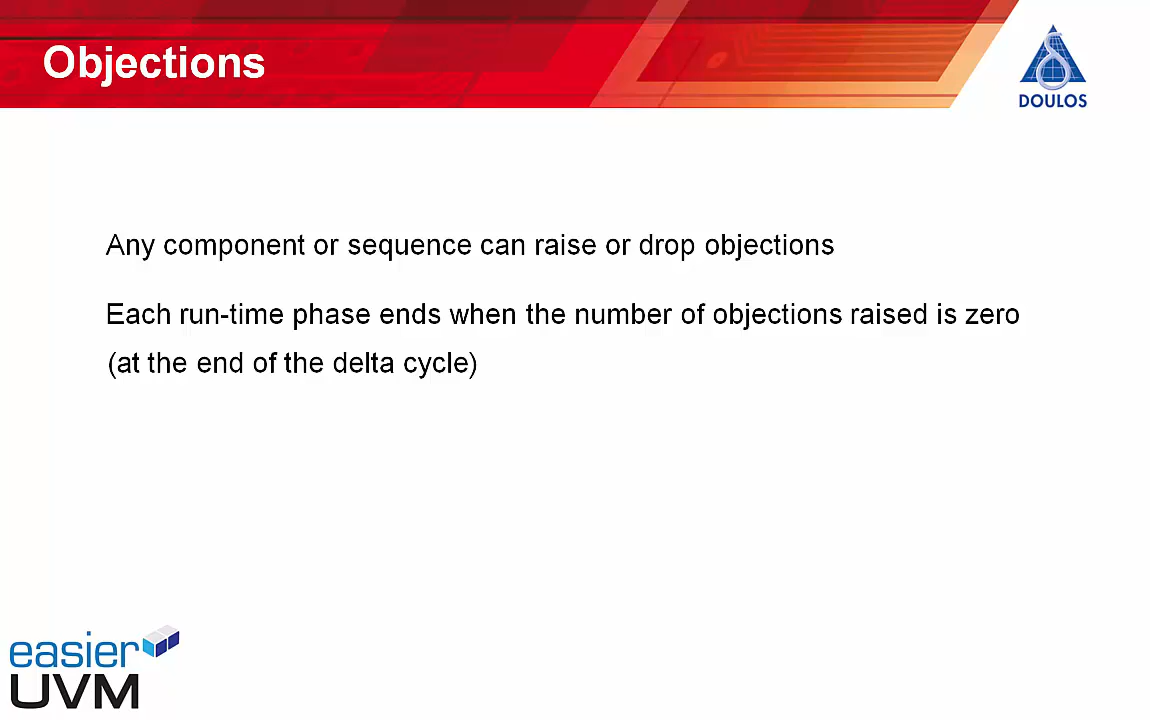 Objections
DOULOS
Any component or sequence can raise or drop objections
Each run-time phase ends when the number of objections raised is zero
(at the end of the delta cycle)
easier
UVM